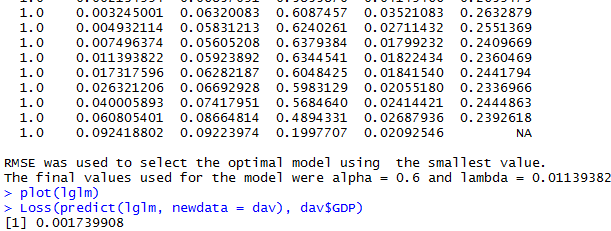 1.0 0.003245001 0.06320083 0.6087457 0.03521083 0.2632879
1.0 0.004932114 0.05831213 0.6240261 0.02711432 0.2551369
1.0 0.007496374 0.05605208 0.6379384 0.01799232 0.2409669
1.0 0.011393822 0.05923892 0.6344541 0.01822434 0.2360469
1.0 0.017317596 0.06282187 0.6048425 0.01841540 0.2441794
1.0 0.026321206 0.06692928 0.5983129 0.02055180 0.2336966
1.0 0.040005893 0.07417951 0.5684640 0.02414421 0.2444863
1.0 0.060805401 0.08664814 0.4894331 0.02687936 0.2392618
1.0 0.092418802 0.09223974 0.1997707 0.02092546 NA
RMSE was used to select the optimal model using the smallest value.
The final values used for the model were alpha = 0.6 and lambda = 0.01139382
> plot(lglm)
> Loss(predict(lglm, newdata = dav), dav$GDP)
[1] 0.001739908